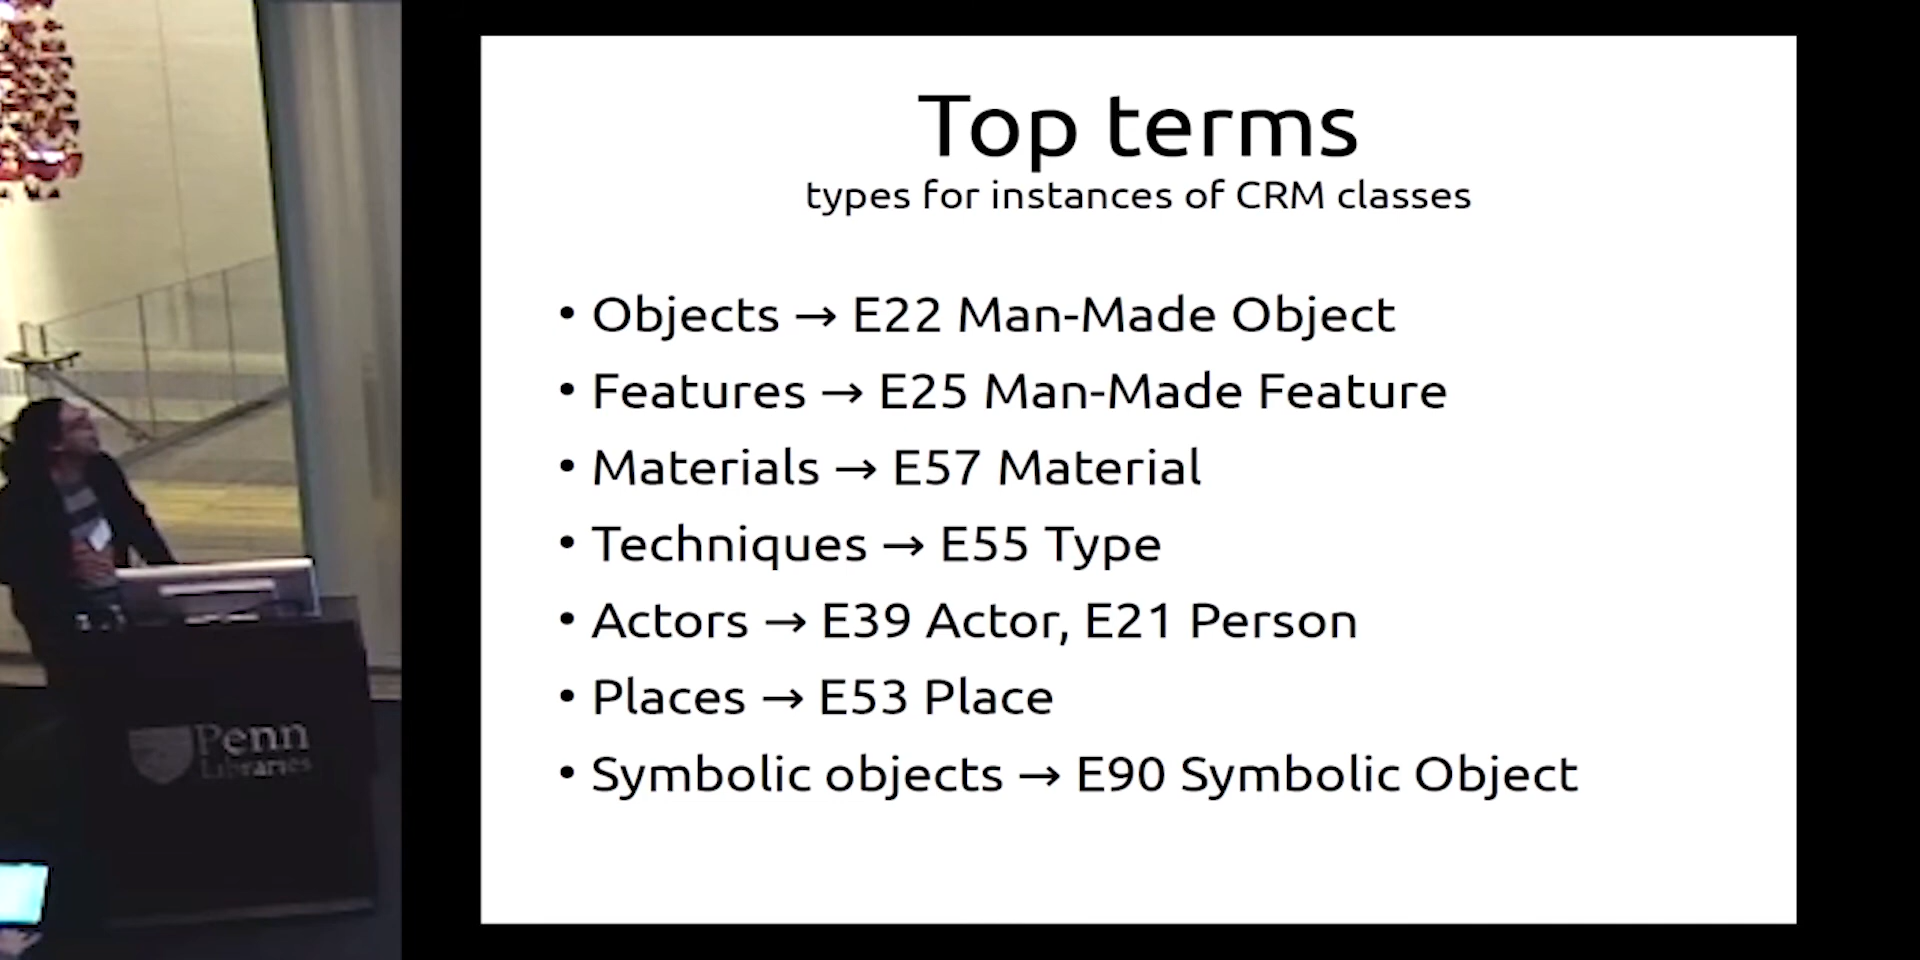 Top terms
types for instances of CRM classes
• Objects → E22 Man-Made Object
• Features → E25 Man-Made Feature
• Materials → E57 Material
• Techniques → E55 Type
• Actors → E39 Actor, E21 Person
• Places → E53 Place
• Symbolic objects → E90 Symbolic Object
Penn
Libraries